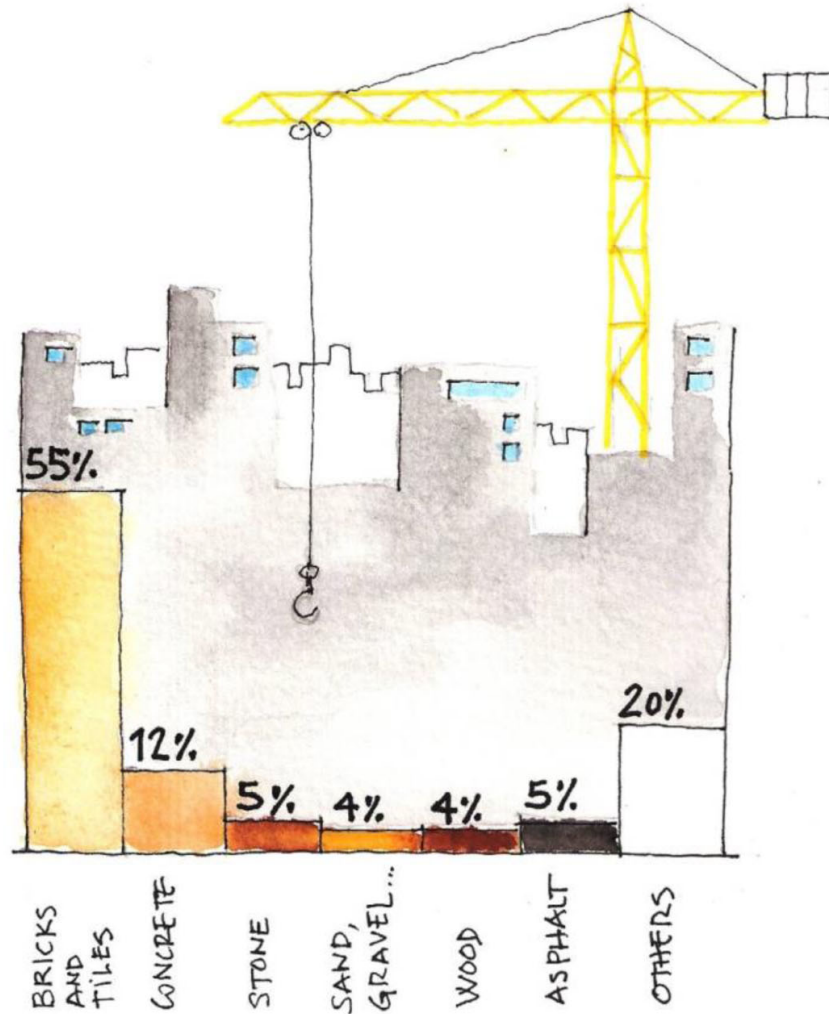 55%
12%
5%
4%
4%
5%
20%
BRICKS
AND
TILES
CONCRETE
STONE
SAND,
GRAVEL...
WOOD
ASPHALT
OTHERS